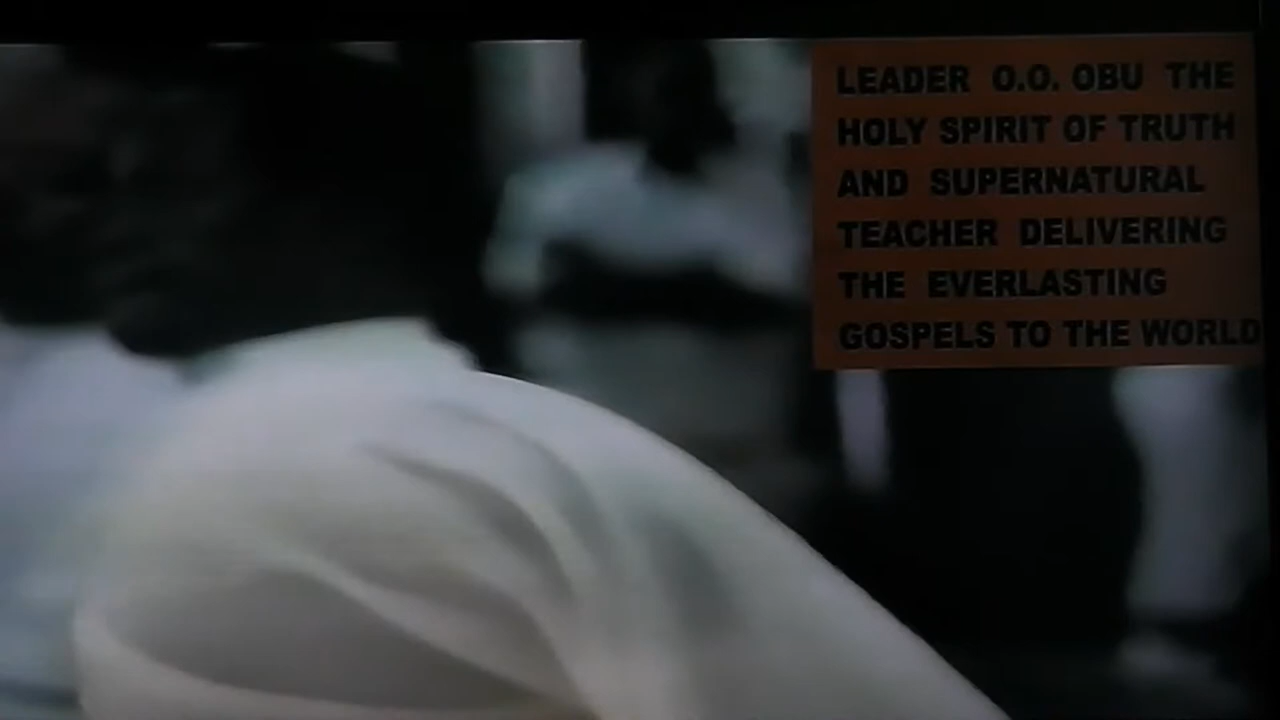 LEADER O.O. OBU THE
HOLY SPIRIT OF TRUTH
AND SUPERNATURAL
TEACHER DELIVERING
THE EVERLASTING
GOSPELS TO THE WORLD